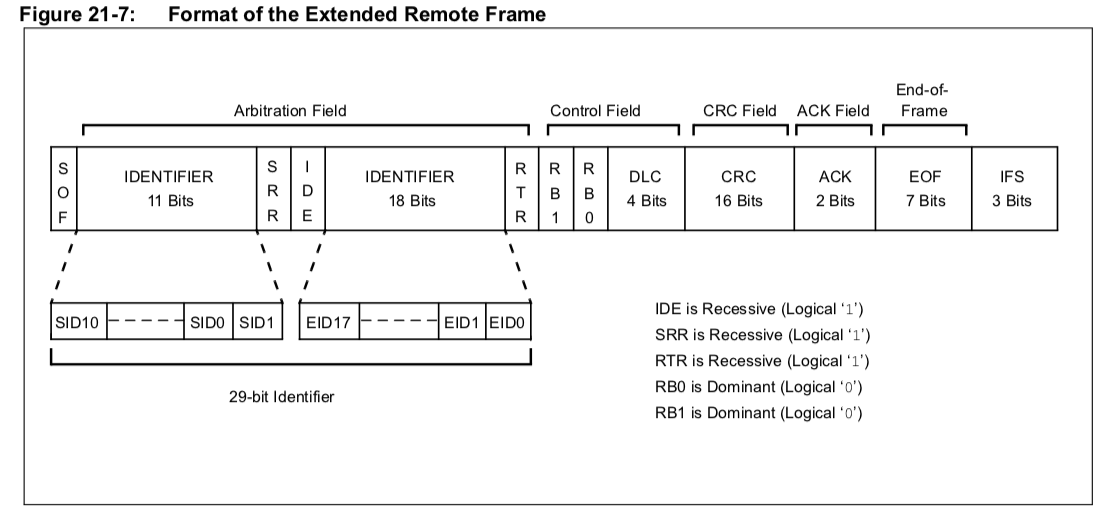 Figure 21-7: Format of the Extended Remote Frame
Arbitration Field
Control Field
CRC Field
ACK Field
End-of-
Frame
SOF
IDENTIFIER
11 Bits
SRR
IDE
IDENTIFIER
18 Bits
RTR
RB1
RB0
DLC
4 Bits
CRC
16 Bits
ACK
2 Bits
EOF
7 Bits
IFS
3 Bits
SID10
SID0
SID1
EID17
EID1
EID0
29-bit Identifier
IDE is Recessive (Logical ‘1’)
SRR is Recessive (Logical ‘1’)
RTR is Recessive (Logical ‘1’)
RB0 is Dominant (Logical ‘0’)
RB1 is Dominant (Logical ‘0’)